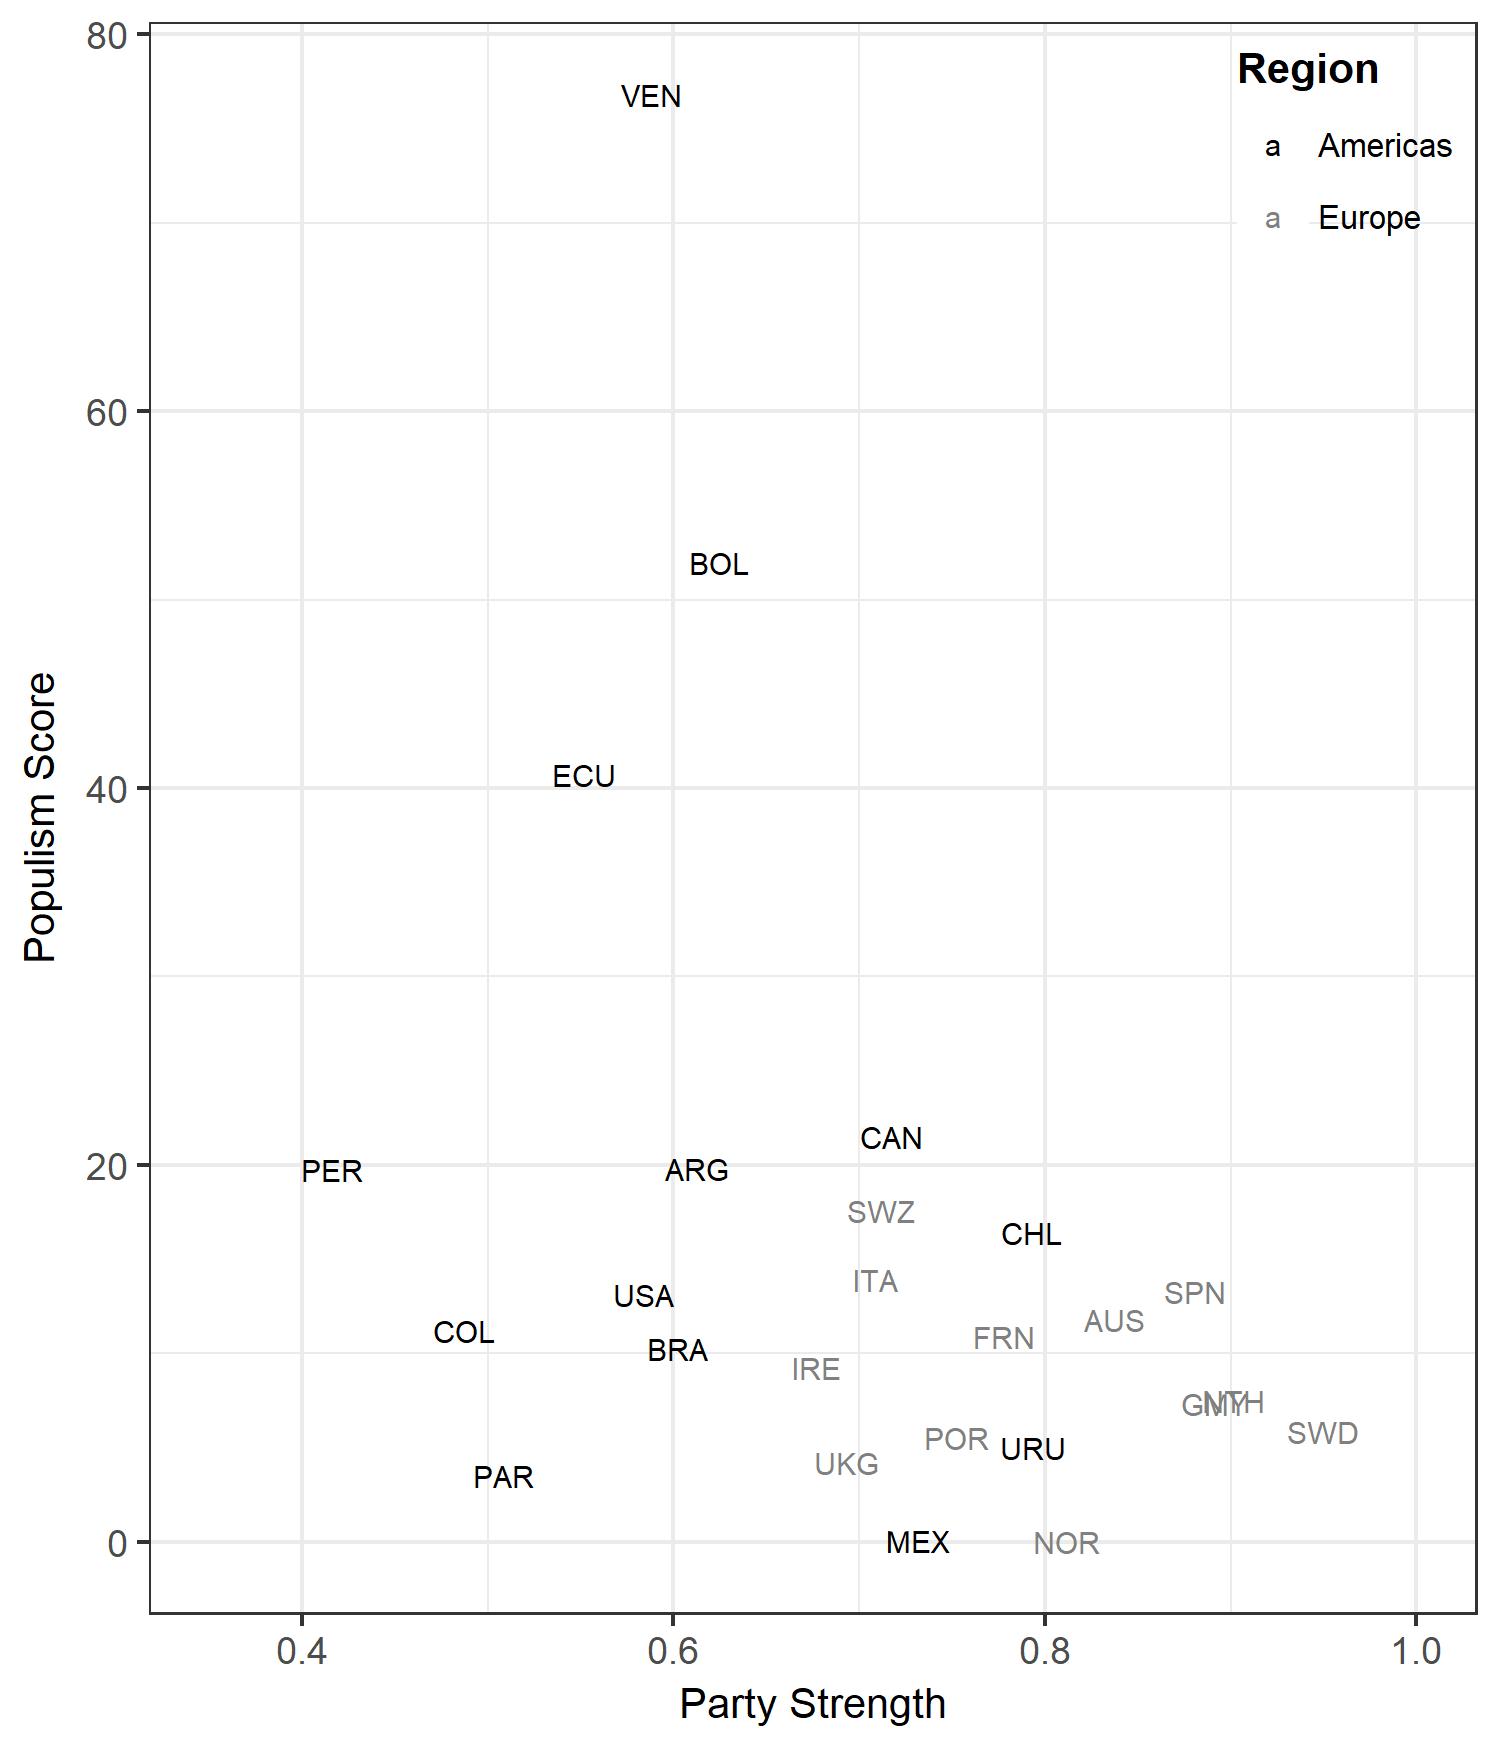 80
VEN
Region
a Americas
a Europe
60
BOL
Populism Score
ECU
40
CAN
20
PER
ARG
SWZ
CHL
ITA
USA
SPN
AUS
COL
FRN
BRA
IRE
GMY
NTH
SWD
POR
URU
UKG
PAR
0
MEX
NOR
0.4 0.6 0.8 1.0
Party Strength